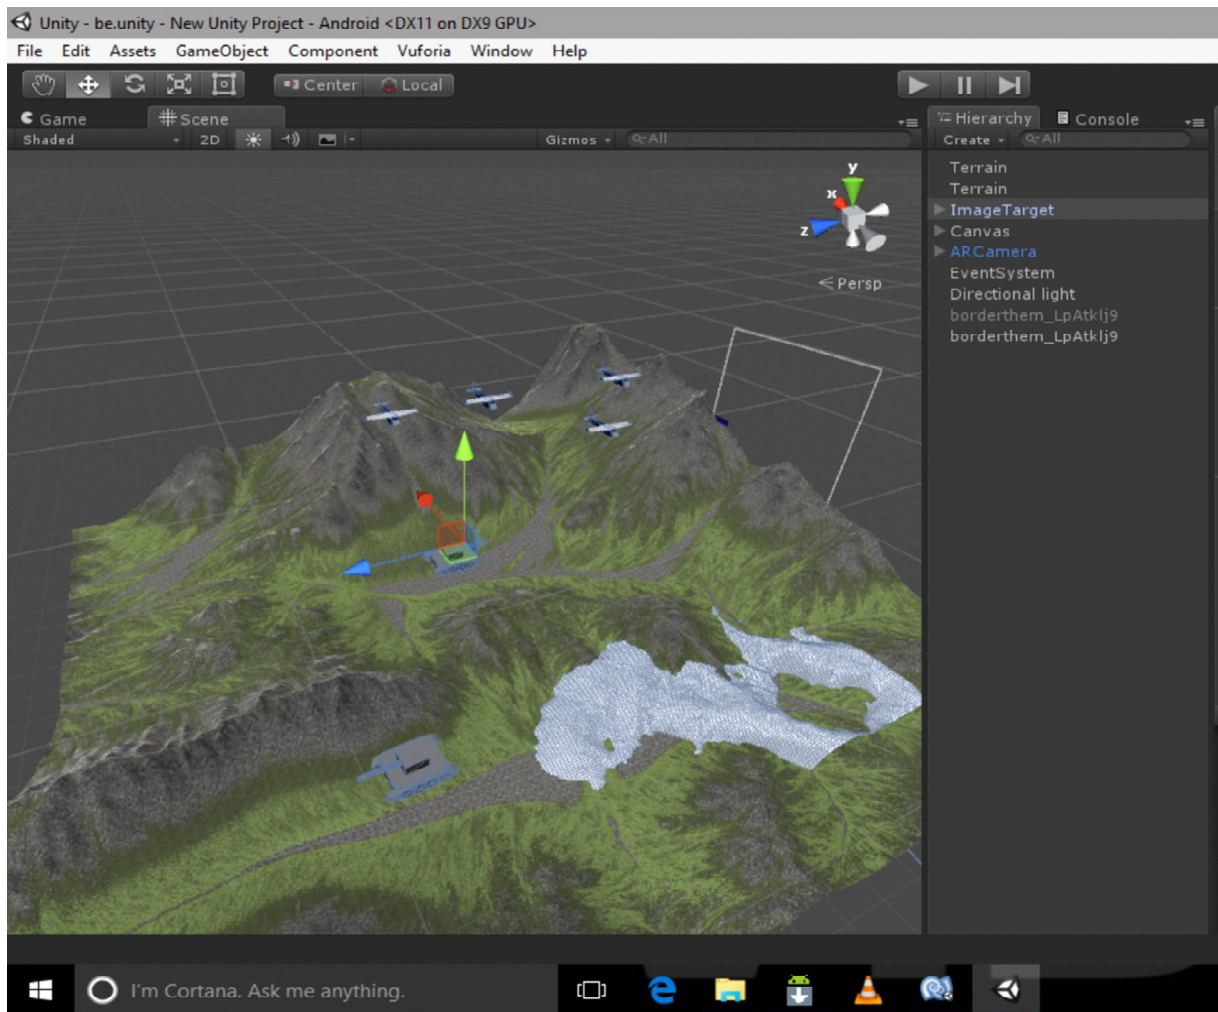 Unity - be.unity - New Unity Project - Android <DX11 on DX9 GPU>
File Edit Assets GameObject Component Vuforia Window Help
Center Local
Game Scene
Shaded 2D Gizmos All
y
x
z
Persp
Hierarchy Console
Create All
Terrain
Terrain
ImageTarget
Canvas
ARCamera
EventSystem
Directional light
borderthem_LpAtklj9
borderthem_LpAtklj9
I'm Cortana. Ask me anything.